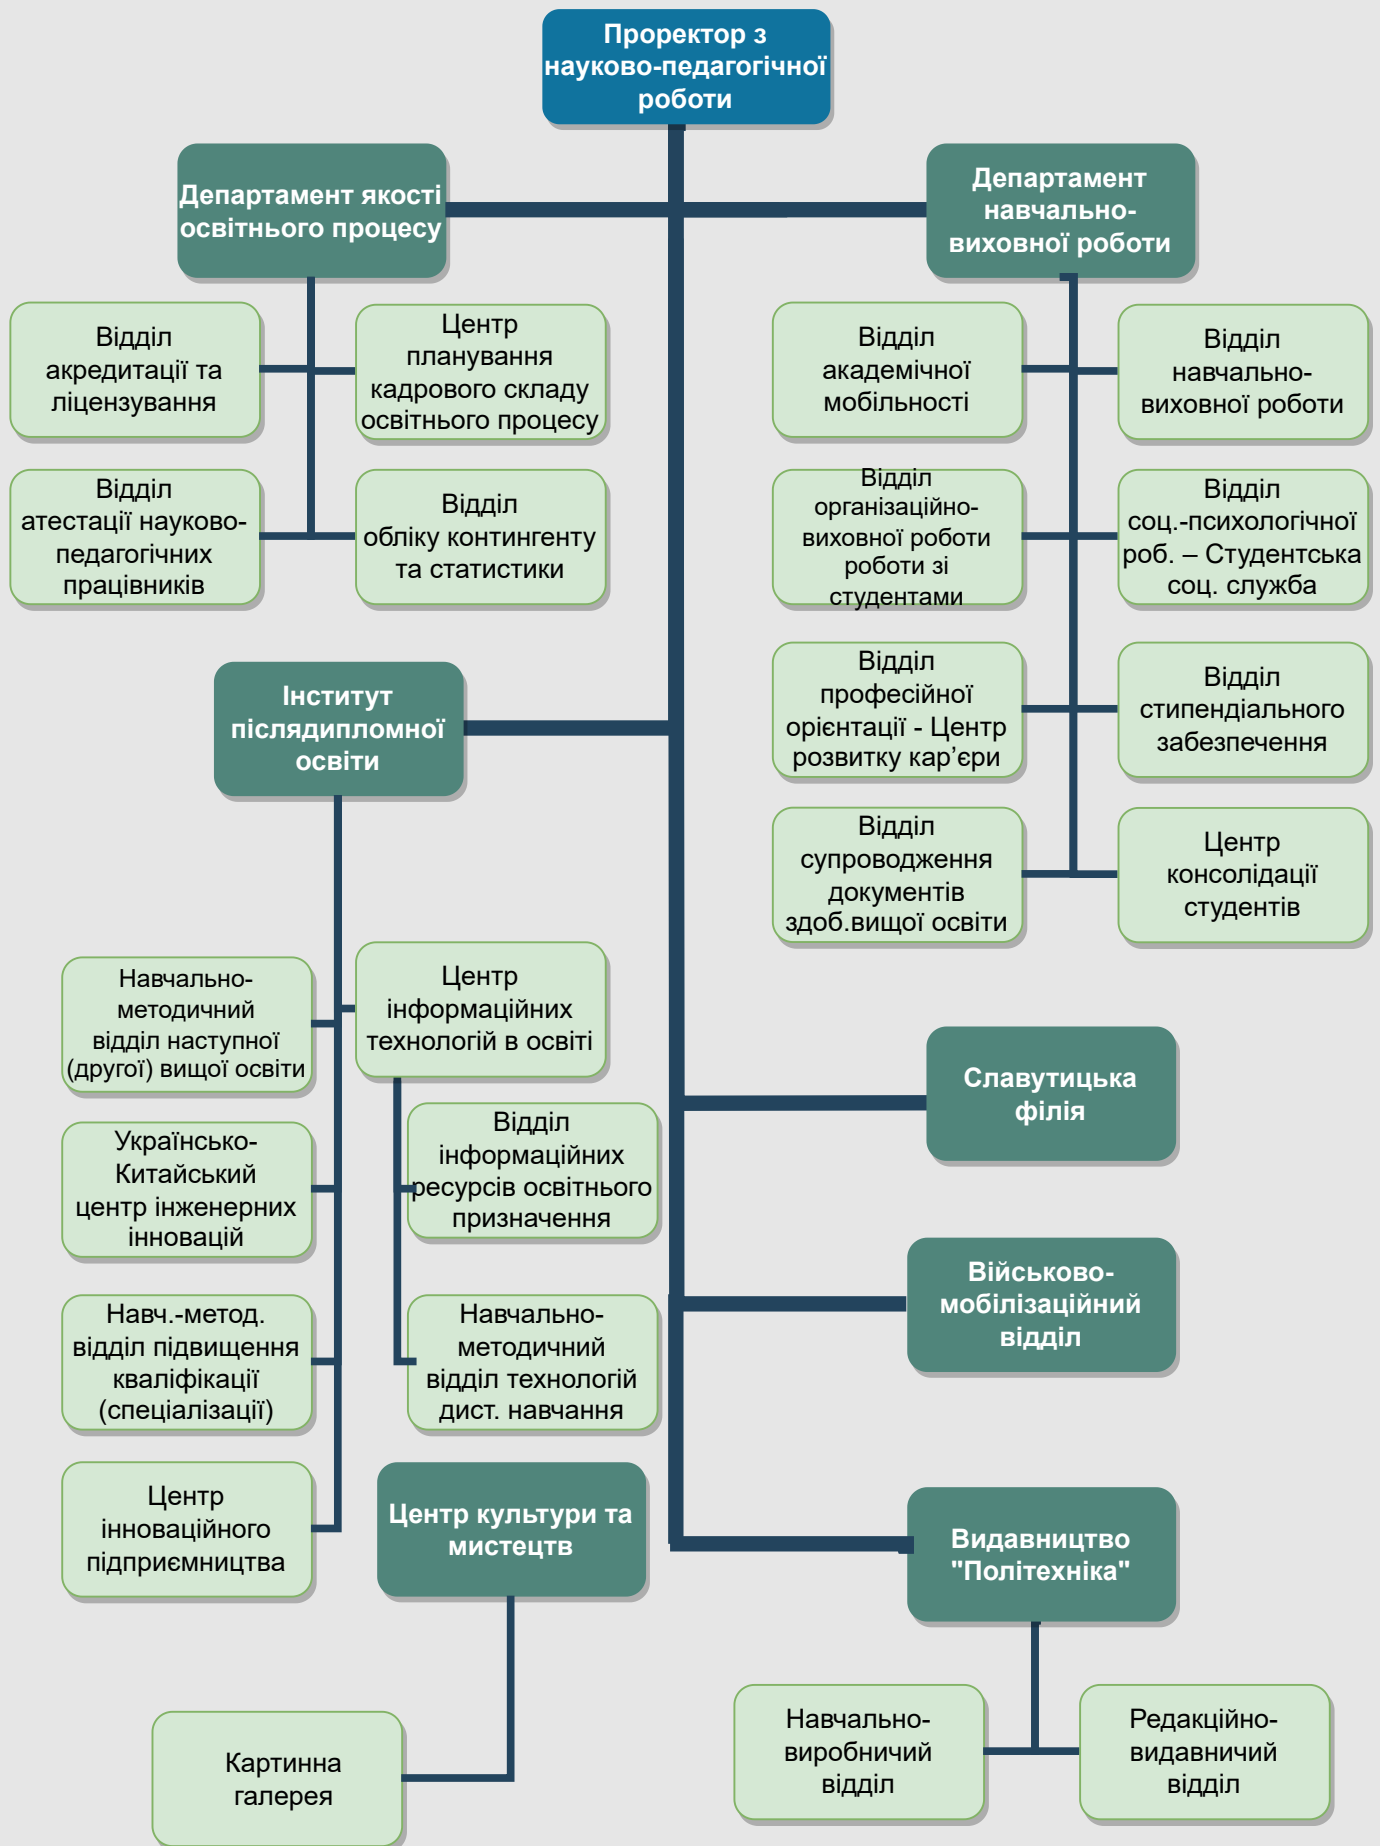 Проректор з
науково-педагогічної
роботи
Департамент якості
освітнього процесу
Департамент
навчально-
виховної роботи
Відділ
акредитації та
ліцензування
Центр
планування
кадрового складу
освітнього процесу
Відділ
академічної
мобільності
Відділ
навчально-
виховної роботи
Відділ
атестації науково-
педагогічних
працівників
Відділ
обліку контингенту
та статистики
Відділ
організаційно-
виховної роботи
роботи зі
студентами
Відділ
соц.-психологічної
роб. – Студентська
соц. служба
Інститут
післядипломної
освіти
Відділ
професійної
орієнтації - Центр
розвитку кар’єри
Відділ
стипендіального
забезпечення
Відділ
супроводження
документів
здоб.вищої освіти
Центр
консолідації
студентів
Навчально-
методичний
відділ наступної
(другої) вищої освіти
Центр
інформаційних
технологій в освіті
Славутицька
філія
Українсько-
Китайський
центр інженерних
інновацій
Відділ
інформаційних
ресурсів освітнього
призначення
Військово-
мобілізаційний
відділ
Навч.-метод.
відділ підвищення
кваліфікації
(спеціалізації)
Навчально-
методичний
відділ технологій
дист. навчання
Центр
інноваційного
підприємництва
Центр культури та
мистецтв
Видавництво
"Політехніка"
Картинна
галерея
Навчально-
виробничий
відділ
Редакційно-
видавничий
відділ